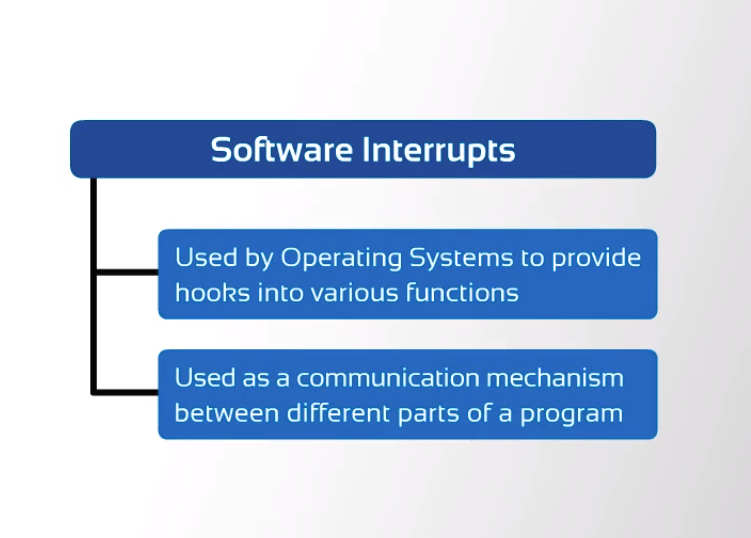 Software Interrupts
Used by Operating Systems to provide
hooks into various functions
Used as a communication mechanism
between different parts of a program